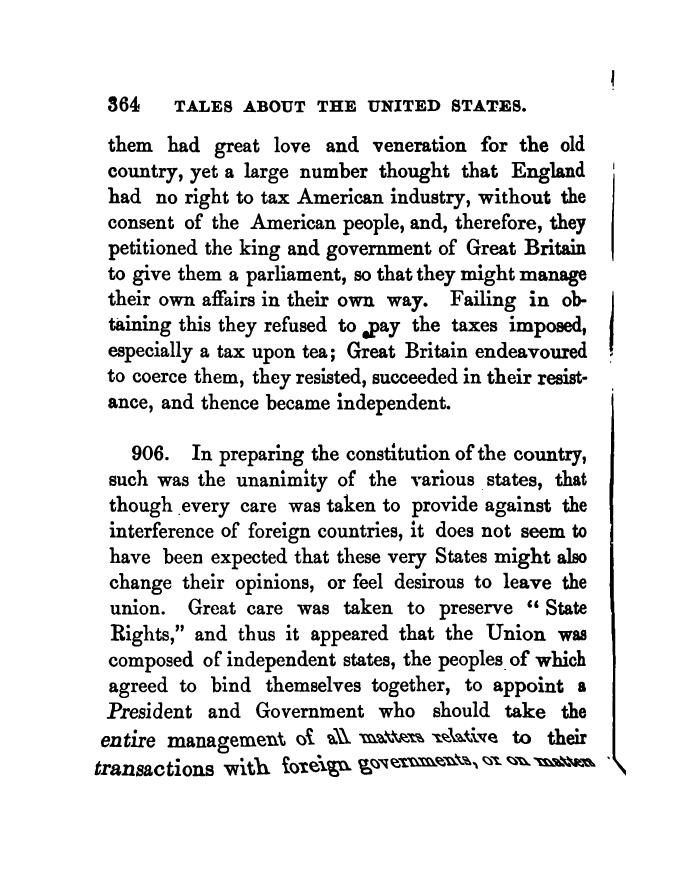 364 TALES ABOUT THE UNITED STATES.
them had great love and veneration for the old
country, yet a large number thought that England
had no right to tax American industry, without the
consent of the American people, and, therefore, they
petitioned the king and government of Great Britain
to give them a parliament, so that they might manage
their own affairs in their own way. Failing in ob-
taining this they refused to pay the taxes imposed,
especially a tax upon tea; Great Britain endeavoured
to coerce them, they resisted, succeeded in their resist-
ance, and thence became independent.
906. In preparing the constitution of the country,
such was the unanimity of the various states, that
though every care was taken to provide against the
interference of foreign countries, it does not seem to
have been expected that these very States might also
change their opinions, or feel desirous to leave the
union. Great care was taken to preserve “ State
Rights,” and thus it appeared that the Union was
composed of independent states, the peoples of which
agreed to bind themselves together, to appoint a
President and Government who should take the
entire management of all matters relative to their
transactions with foreign governments, or on matters